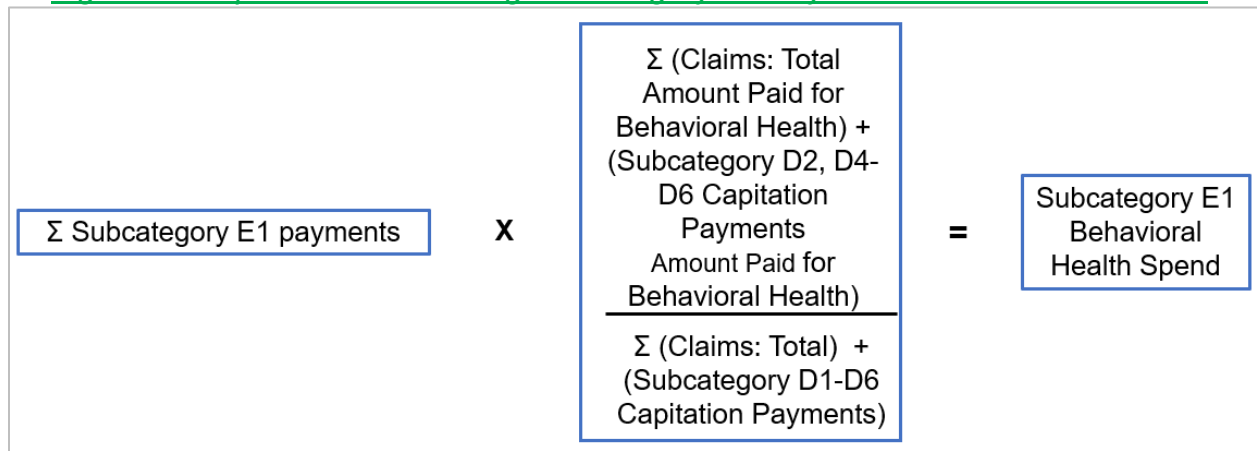 Σ Subcategory E1 payments
X
Σ (Claims: Total
Amount Paid for
Behavioral Health) +
(Subcategory D2, D4-
D6 Capitation
Payments
Amount Paid for
Behavioral Health)
Σ (Claims: Total) +
(Subcategory D1-D6
Capitation Payments)
=
Subcategory E1
Behavioral
Health Spend